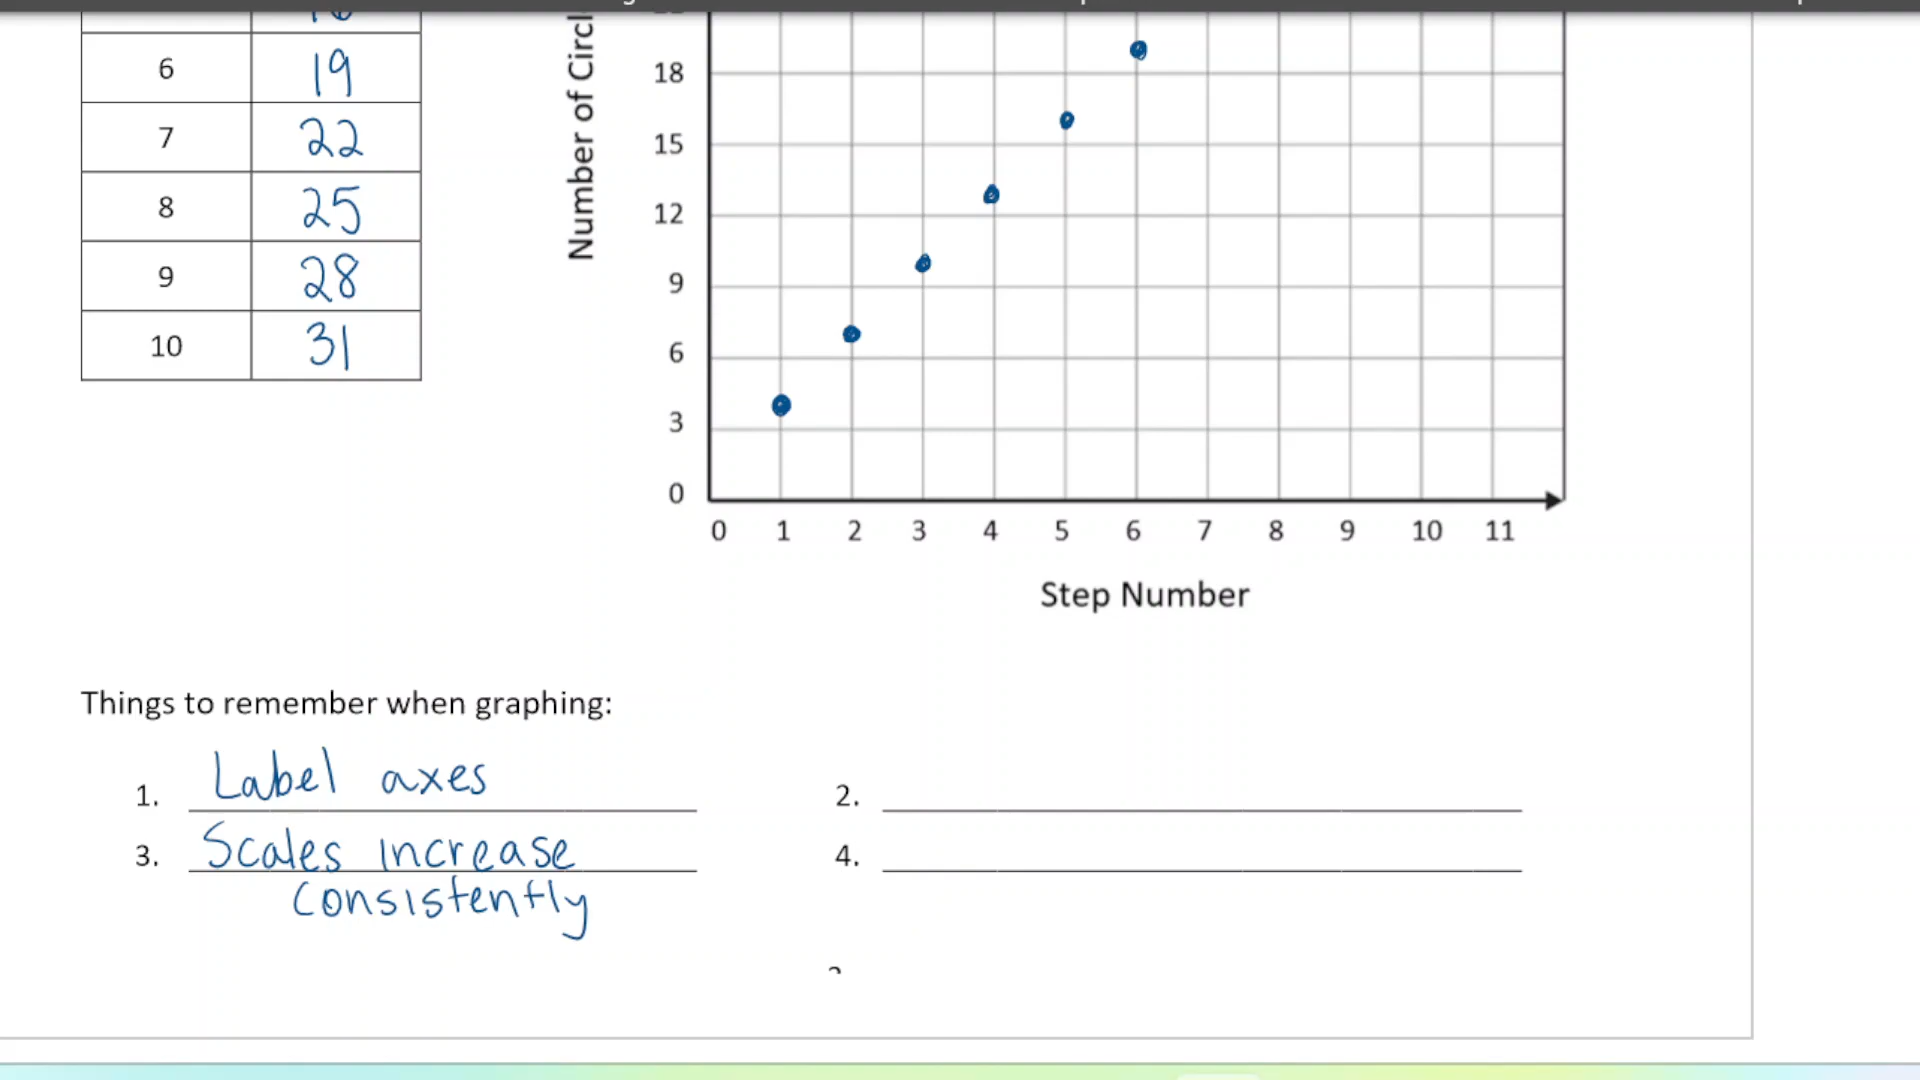 6 19
7 22
8 25
9 28
10 31
Number of Circl
18
15
12
9
6
3
0
0 1 2 3 4 5 6 7 8 9 10 11
Step Number
Things to remember when graphing:
1. Label axes 2.
3. Scales increase 4.
consistently